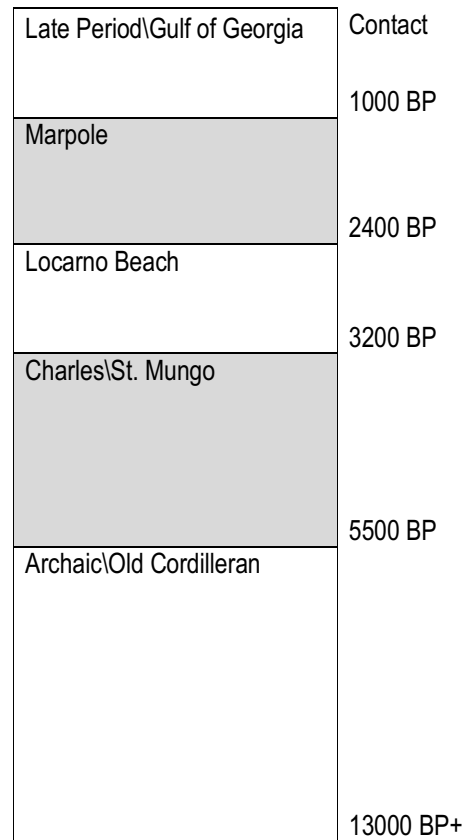 Late Period\Gulf of Georgia
Contact
1000 BP
Marpole
2400 BP
Locarno Beach
3200 BP
Charles\St. Mungo
5500 BP
Archaic\Old Cordilleran
13000 BP+